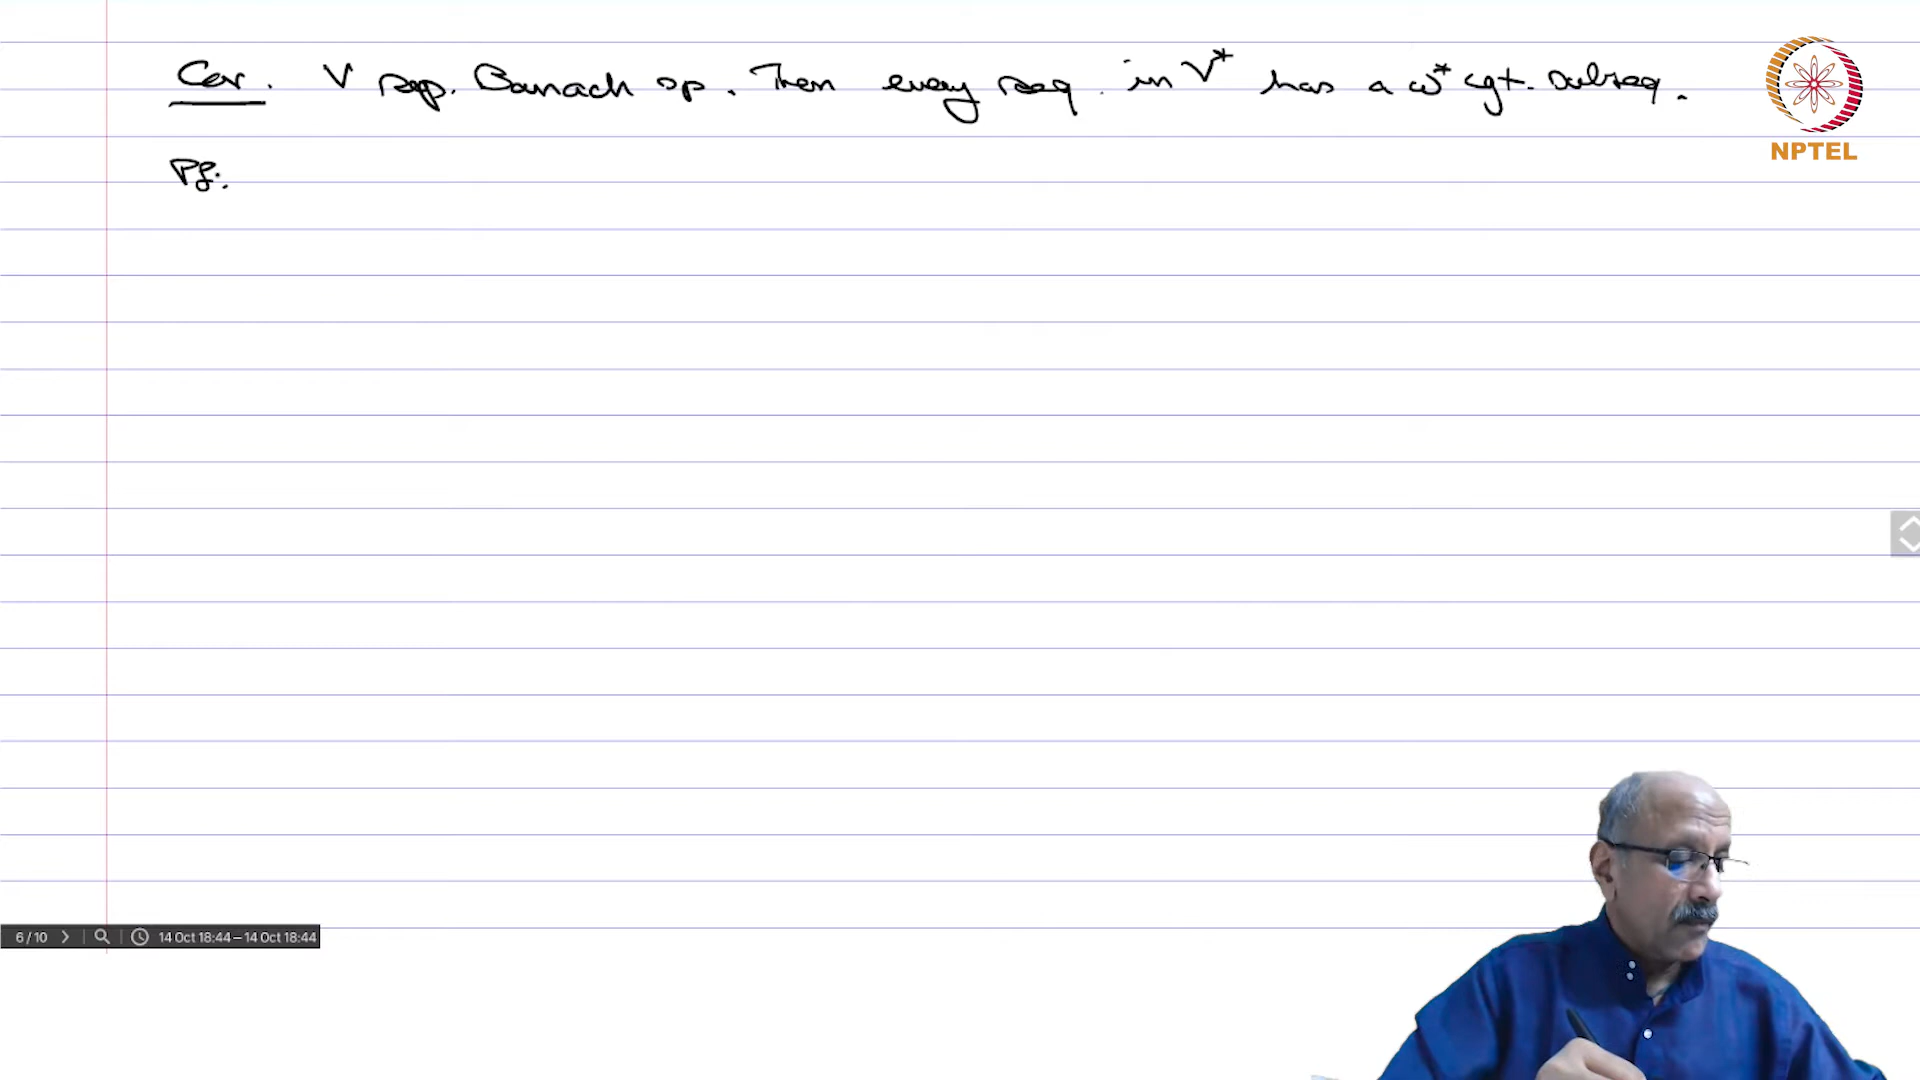 Cor. V sep. Banach sp. Then every seq. in V* has a w* cgt. subseq.
Pf:
NPTEL
6/10 14 Oct 18:44 – 14 Oct 18:44